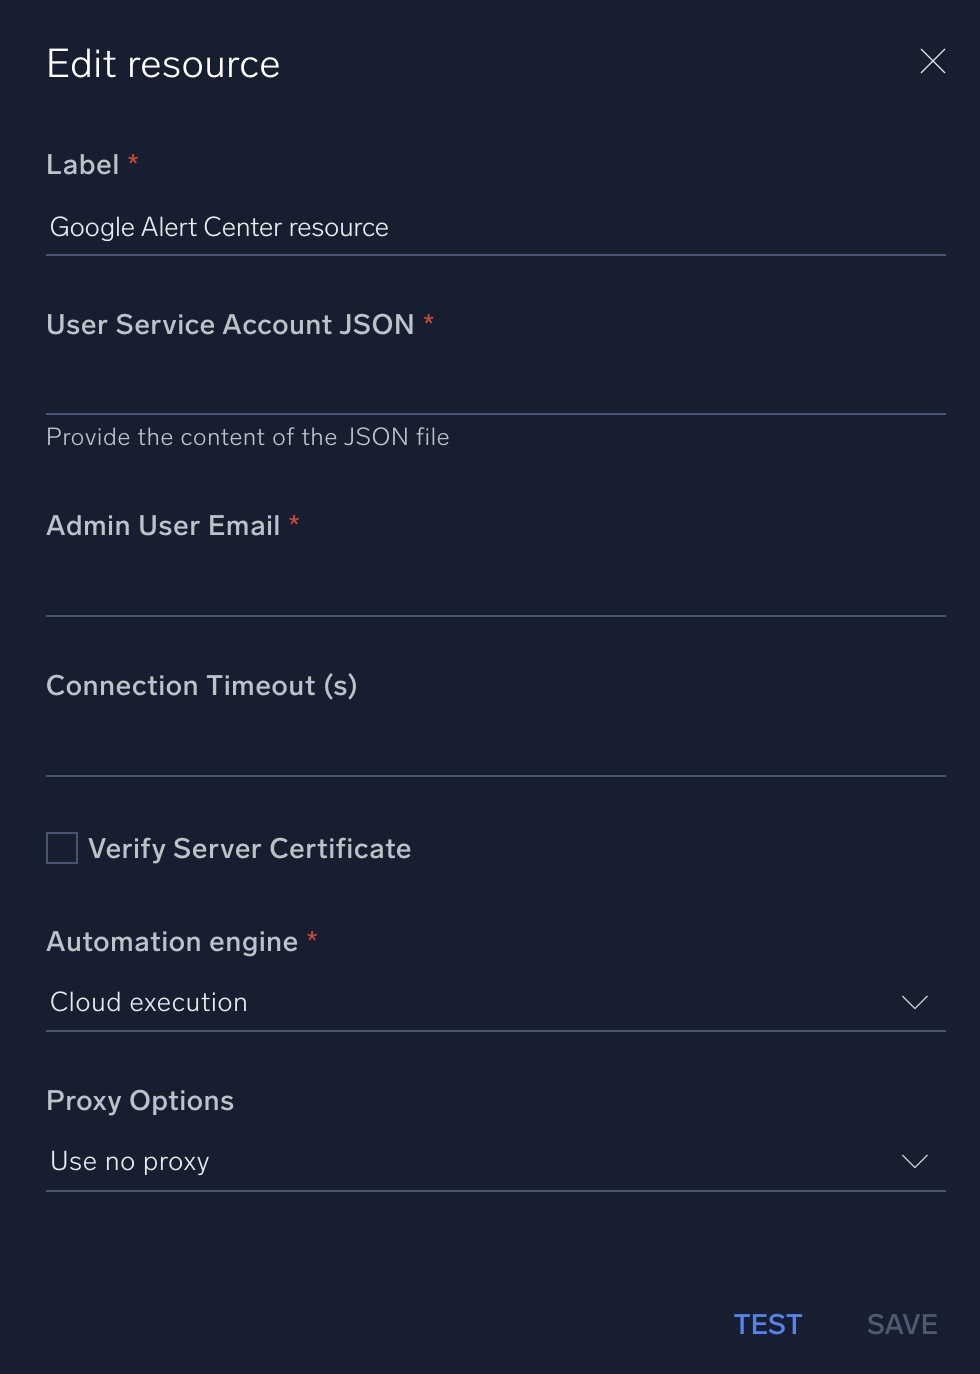 Edit resource
Label *
Google Alert Center resource
User Service Account JSON *
Provide the content of the JSON file
Admin User Email *
Connection Timeout (s)
Verify Server Certificate
Automation engine *
Cloud execution
Proxy Options
Use no proxy
TEST SAVE